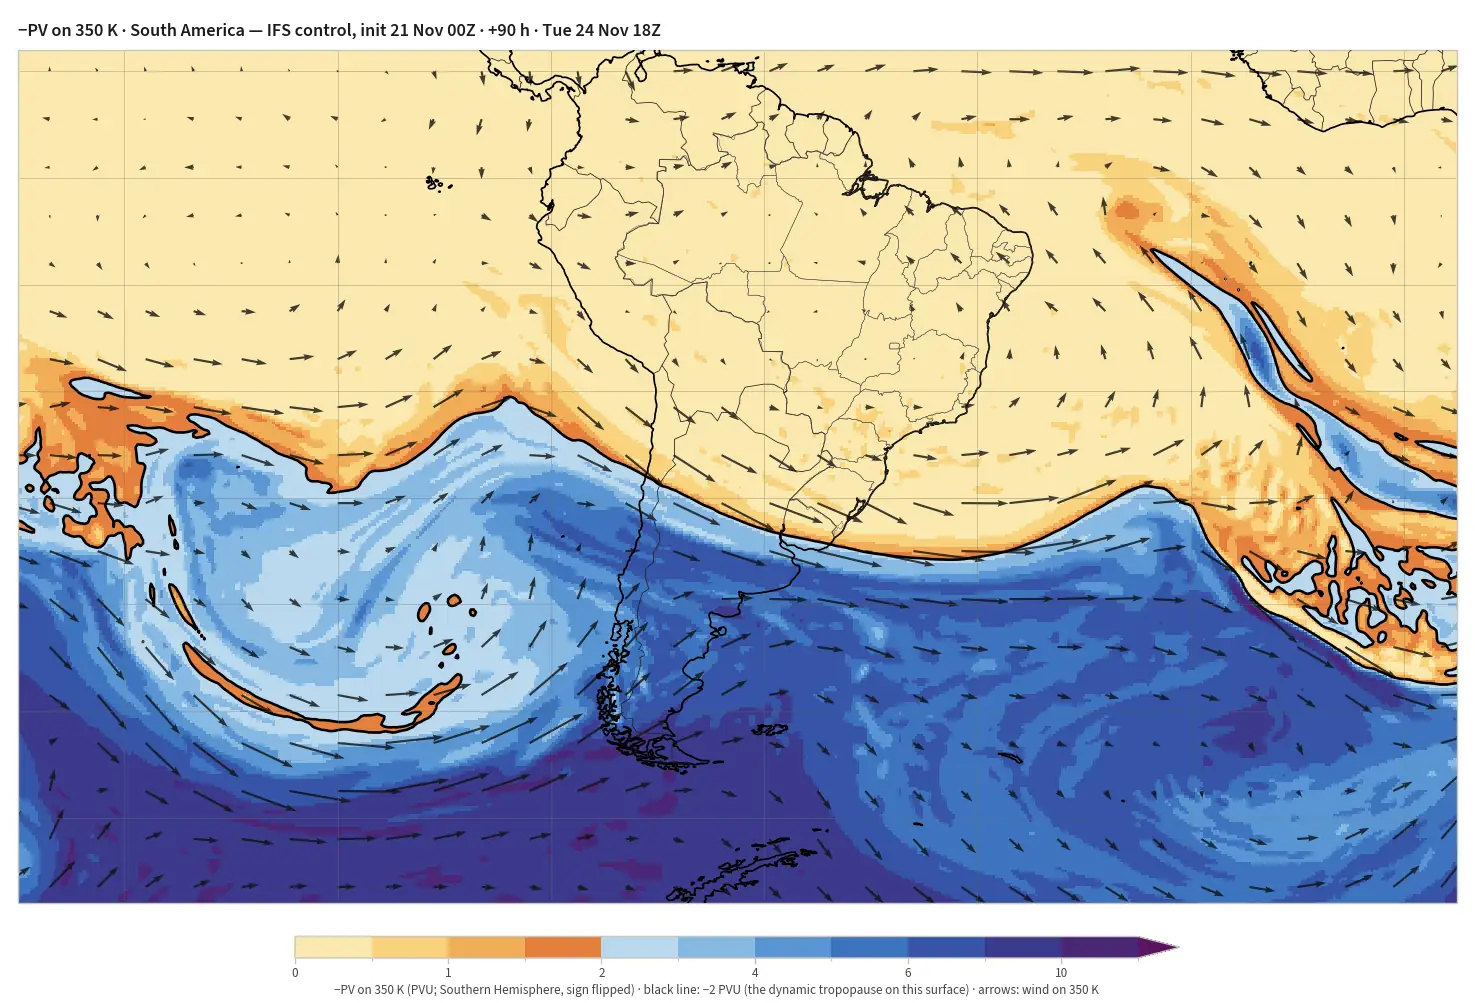 −PV on 350 K · South America — IFS control, init 21 Nov 00Z · +90 h · Tue 24 Nov 18Z
0 1 2 4 6 10
−PV on 350 K (PVU; Southern Hemisphere, sign flipped) · black line: −2 PVU (the dynamic tropopause on this surface) · arrows: wind on 350 K